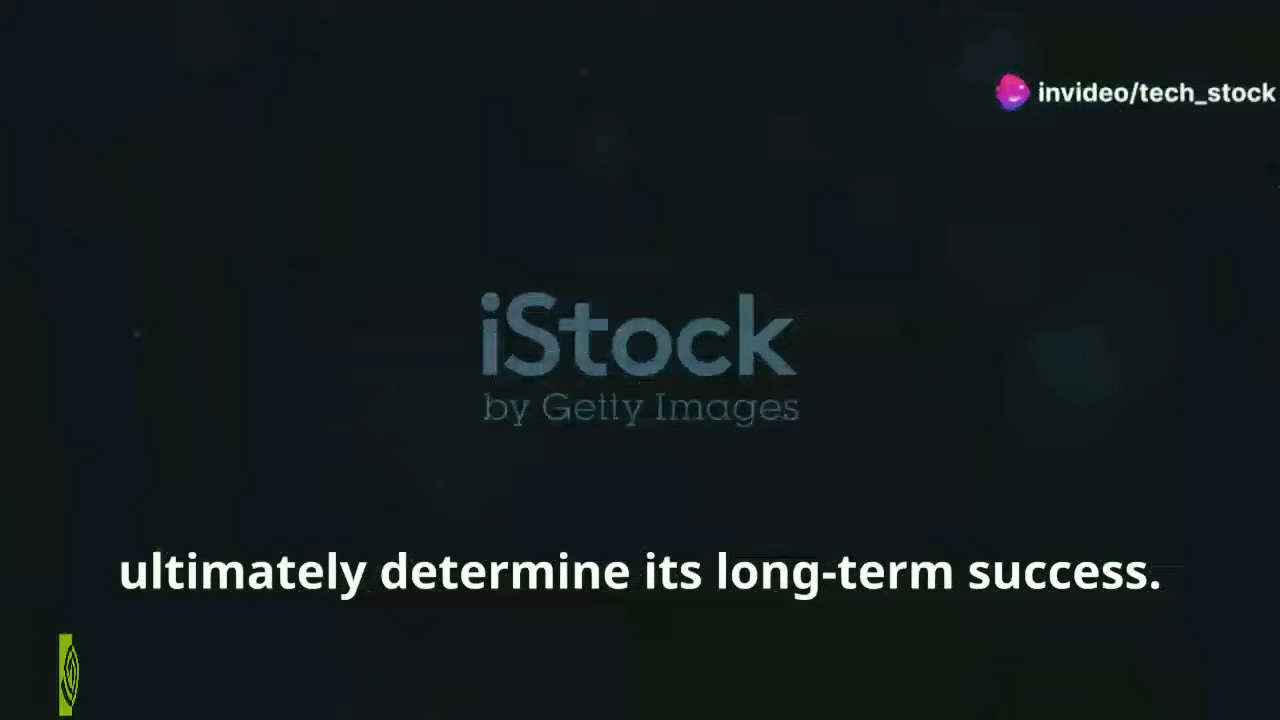 invideo/tech_stock
iStock
by Getty Images
ultimately determine its long-term success.